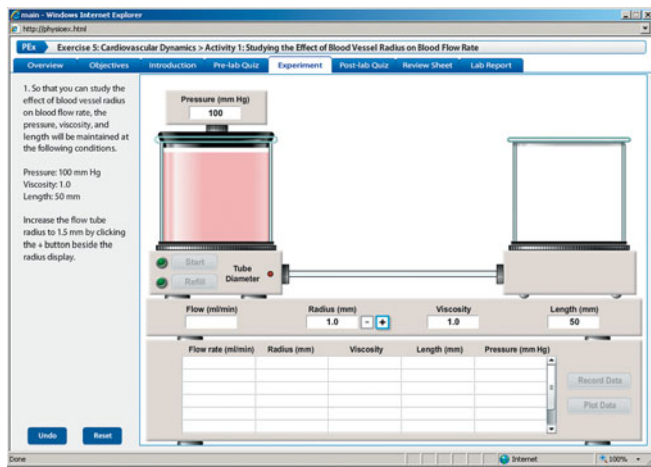 main - Windows Internet Explorer
http://physioex.html
PEx Exercise 5: Cardiovascular Dynamics > Activity 1: Studying the Effect of Blood Vessel Radius on Blood Flow Rate
Overview Objectives Introduction Pre-lab Quiz Experiment Post-lab Quiz Review Sheet Lab Report
1. So that you can study the
effect of blood vessel radius
on blood flow rate, the
pressure, viscosity, and
length will be maintained at
the following conditions.
Pressure: 100 mm Hg
Viscosity: 1.0
Length: 50 mm
Increase the flow tube
radius to 1.5 mm by clicking
the + button beside the
radius display.
Undo Reset
Pressure (mm Hg)
100
Start
Refill
Tube
Diameter
Flow (ml/min) Radius (mm) Viscosity Length (mm)
1.0 - + 1.0 50
Flow rate (ml/min) Radius (mm) Viscosity Length (mm) Pressure (mm Hg)
Record Data
Plot Data
Done Internet 100%